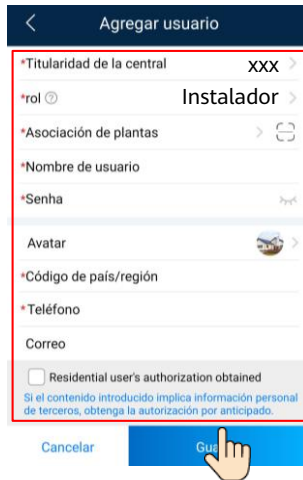 Agregar usuario
*Titularidad de la central xxx
*rol Instalador
*Asociación de plantas
*Nombre de usuario
*Senha
Avatar
*Código de país/región
*Teléfono
Correo
Residential user's authorization obtained
Si el contenido introducido implica información personal
de terceros, obtenga la autorización por anticipado.
Cancelar